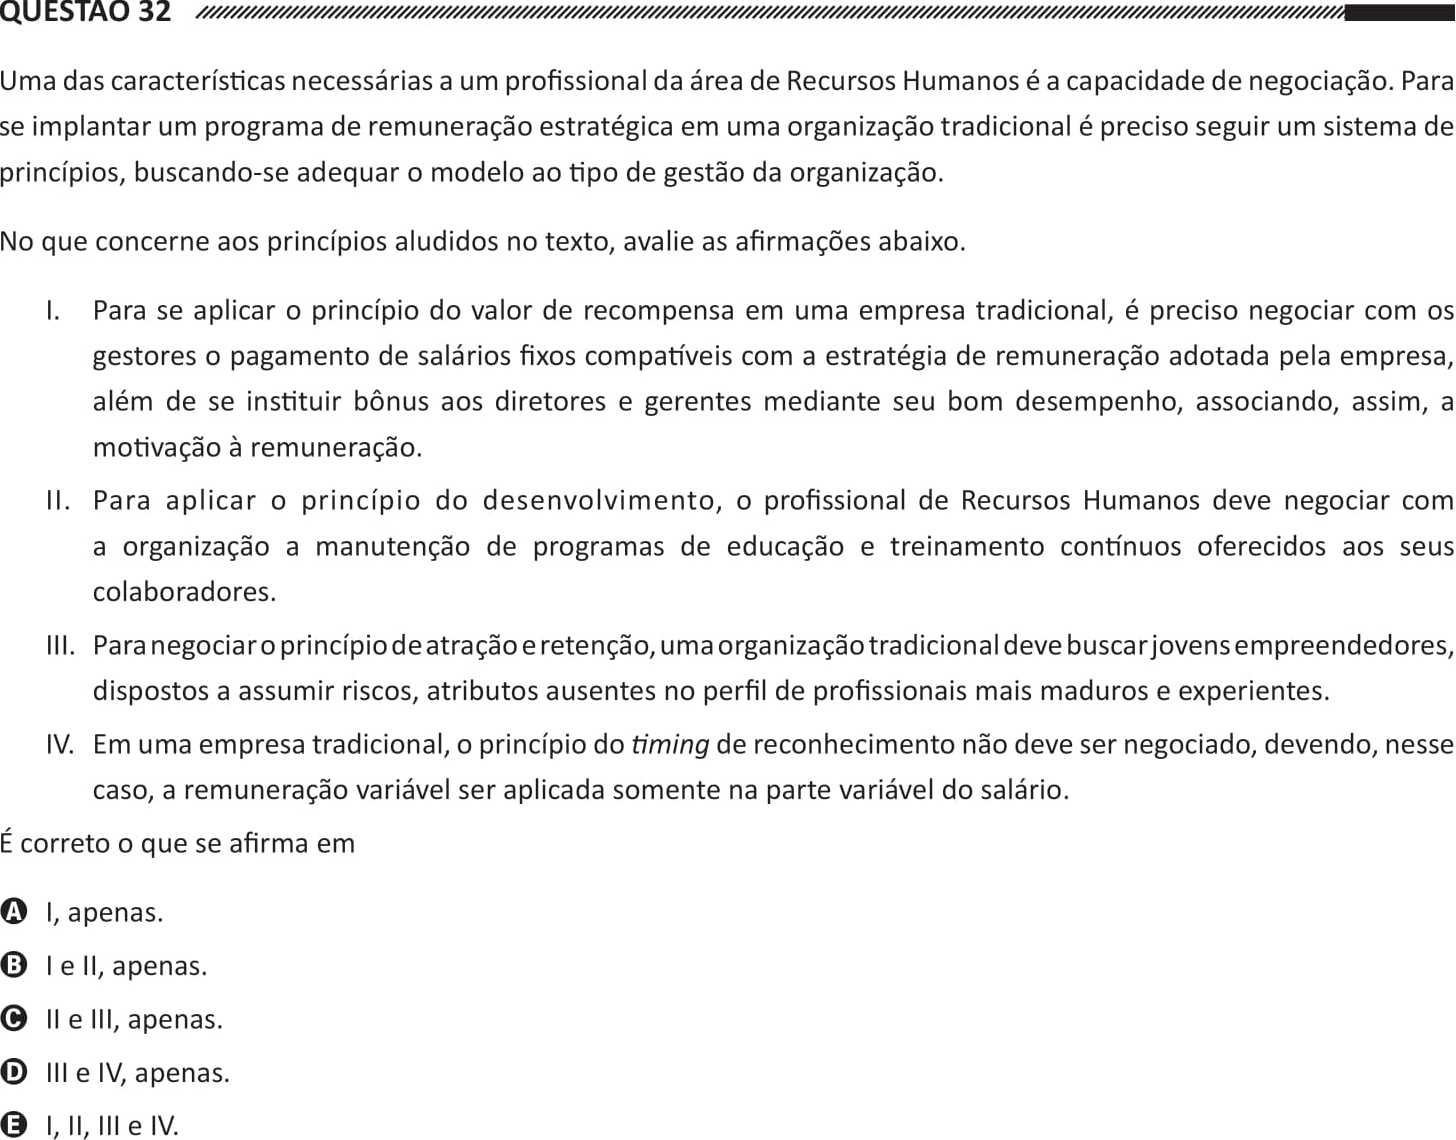 QUESTÃO 32
Uma das características necessárias a um profissional da área de Recursos Humanos é a capacidade de negociação. Para
se implantar um programa de remuneração estratégica em uma organização tradicional é preciso seguir um sistema de
princípios, buscando-se adequar o modelo ao tipo de gestão da organização.
No que concerne aos princípios aludidos no texto, avalie as afirmações abaixo.
I. Para se aplicar o princípio do valor de recompensa em uma empresa tradicional, é preciso negociar com os
gestores o pagamento de salários fixos compatíveis com a estratégia de remuneração adotada pela empresa,
além de se instituir bônus aos diretores e gerentes mediante seu bom desempenho, associando, assim, a
motivação à remuneração.
II. Para aplicar o princípio do desenvolvimento, o profissional de Recursos Humanos deve negociar com
a organização a manutenção de programas de educação e treinamento contínuos oferecidos aos seus
colaboradores.
III. Para negociar o princípio de atração e retenção, uma organização tradicional deve buscar jovens empreendedores,
dispostos a assumir riscos, atributos ausentes no perfil de profissionais mais maduros e experientes.
IV. Em uma empresa tradicional, o princípio do timing de reconhecimento não deve ser negociado, devendo, nesse
caso, a remuneração variável ser aplicada somente na parte variável do salário.
É correto o que se afirma em
A I, apenas.
B I e II, apenas.
C II e III, apenas.
D III e IV, apenas.
E I, II, III e IV.